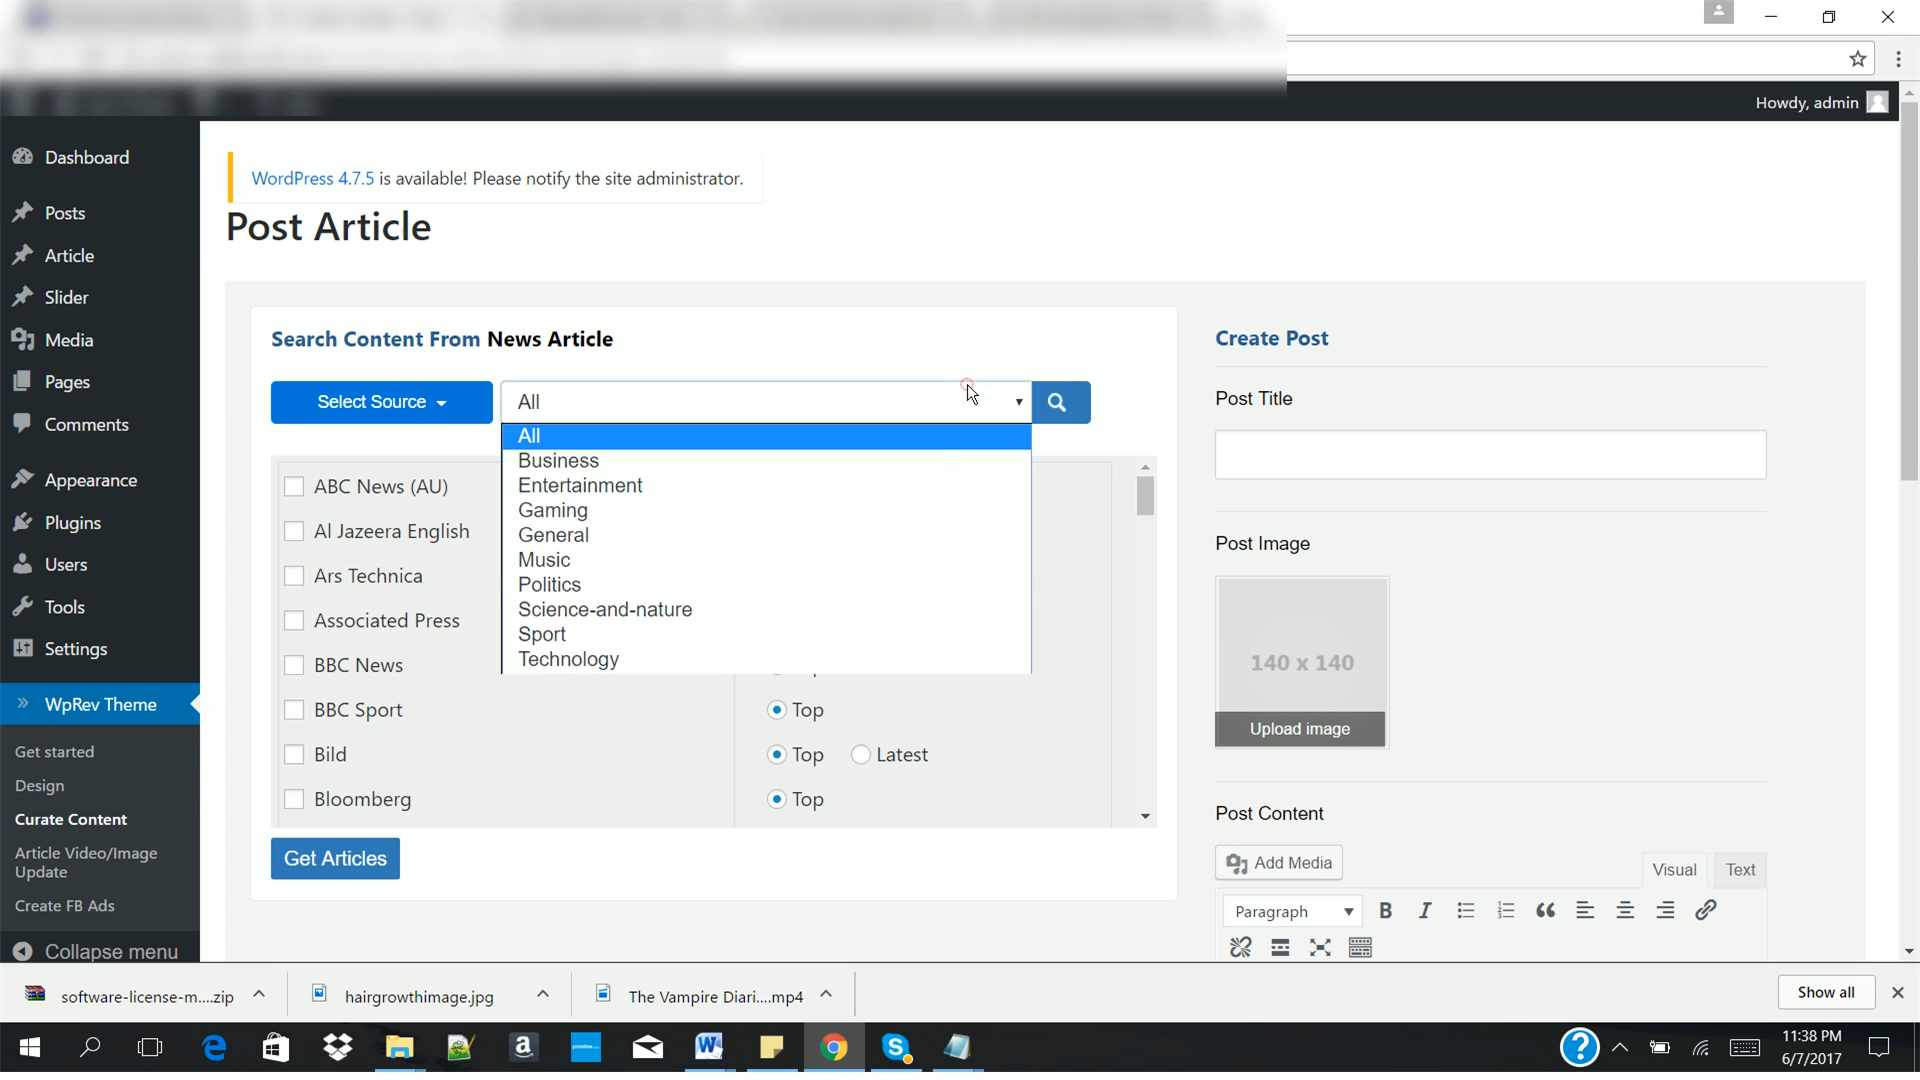 Howdy, admin
Dashboard
Posts
Article
Slider
Media
Pages
Comments
Appearance
Plugins
Users
Tools
Settings
WpRev Theme
Get started
Design
Curate Content
Article Video/Image
Update
Create FB Ads
Collapse menu
WordPress 4.7.5 is available! Please notify the site administrator.
Post Article
Search Content From News Article
Select Source
All
All
Business
Entertainment
Gaming
General
Music
Politics
Science-and-nature
Sport
Technology
ABC News (AU)
Al Jazeera English
Ars Technica
Associated Press
BBC News
BBC Sport
Top
Bild
Top Latest
Bloomberg
Top
Get Articles
Create Post
Post Title
Post Image
140 x 140
Upload image
Post Content
Add Media
Visual Text
Paragraph
software-license-m....zip
hairgrowthimage.jpg
The Vampire Diari....mp4
Show all
11:38 PM
6/7/2017